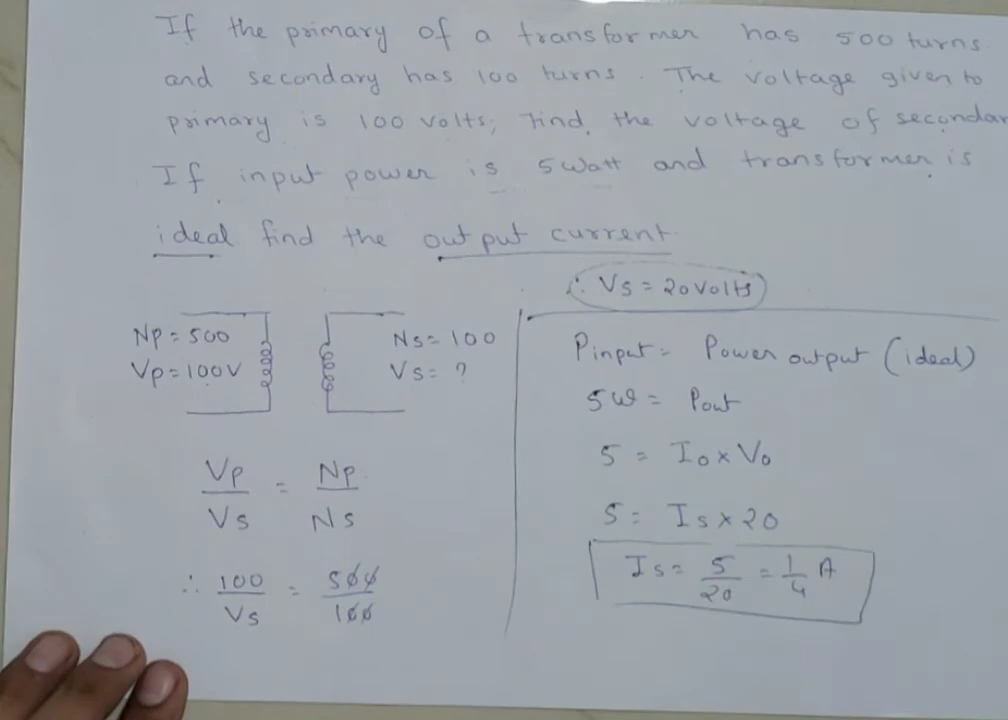 If the primary of a transformer has 500 turns
and secondary has 100 turns. The voltage given to
primary is 100 volts; find, the voltage of secondar
If input power is 5 watt and transformer is
ideal find the output current.
Np = 500
Vp = 100V
Ns = 100
Vs = ?
Vp/Vs = Np/Ns
∴ 100/Vs = 500/100
∴ Vs = 20 Volts
Pinput = Power output (ideal)
5 W = Pout
5 = Io × Vo
5 = Is × 20
Is = 5/20 = 1/4 A